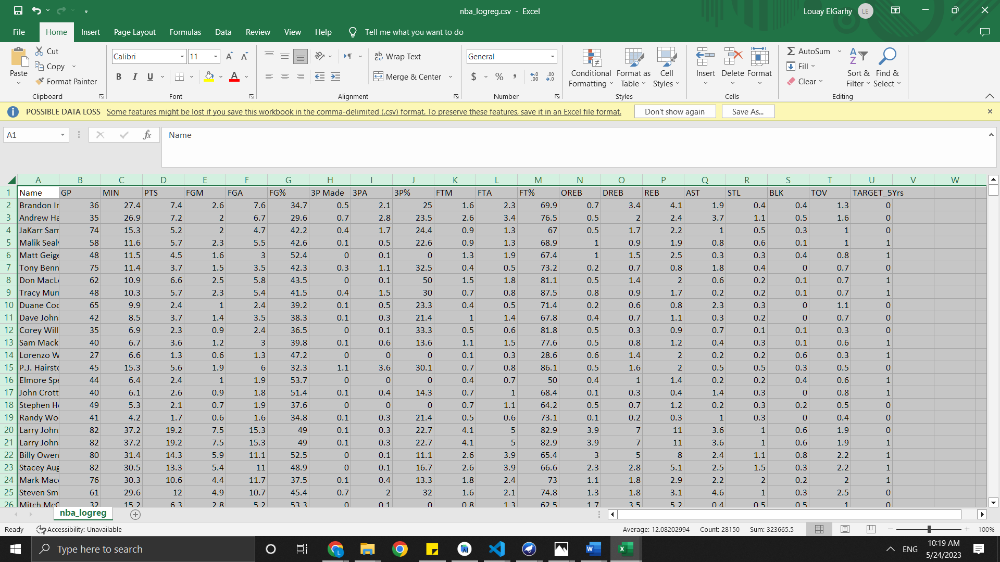 nba_logreg.csv - Excel
Louay ElGarhy LE
File Home Insert Page Layout Formulas Data Review View Help Tell me what you want to do
Paste
Cut
Copy
Format Painter
Clipboard
Calibri 11
B I U
Font
Wrap Text
Merge & Center
Alignment
General
$ %
Number
Conditional Formatting
Format as Table
Cell Styles
Styles
Insert Delete Format
Cells
AutoSum
Fill
Clear
Sort & Filter
Find & Select
Editing
POSSIBLE DATA LOSS Some features might be lost if you save this workbook in the comma-delimited (.csv) format. To preserve these features, save it in an Excel file format. Don't show again Save As...
A1 fx Name
A B C D E F G H I J K L M N O P Q R S T U V W
1 Name GP MIN PTS FGM FGA FG% 3P Made 3PA 3P% FTM FTA FT% OREB DREB REB AST STL BLK TOV TARGET_5Yrs
2 Brandon Ir 36 27.4 7.4 2.6 7.6 34.7 0.5 2.1 25 1.6 2.3 69.9 0.7 3.4 4.1 1.9 0.4 0.4 1.3 0
3 Andrew Ha 35 26.9 7.2 2 6.7 29.6 0.7 2.8 23.5 2.6 3.4 76.5 0.5 2 2.4 3.7 1.1 0.5 1.6 0
4 JaKarr Sam 74 15.3 5.2 2 4.7 42.2 0.4 1.7 24.4 0.9 1.3 67 0.5 1.7 2.2 1 0.5 0.3 1 0
5 Malik Sealy 58 11.6 5.7 2.3 5.5 42.6 0.1 0.5 22.6 0.9 1.3 68.9 1 0.9 1.9 0.8 0.6 0.1 1 1
6 Matt Geige 48 11.5 4.5 1.6 3 52.4 0 0.1 0 1.3 1.9 67.4 1 1.5 2.5 0.3 0.3 0.4 0.8 1
7 Tony Benn 75 11.4 3.7 1.5 3.5 42.3 0.3 1.1 32.5 0.4 0.5 73.2 0.2 0.7 0.8 1.8 0.4 0 0.7 0
8 Don MacL 62 10.9 6.6 2.5 5.8 43.5 0 0.1 50 1.5 1.8 81.1 0.5 1.4 2 0.6 0.2 0.1 0.7 1
9 Tracy Murr 48 10.3 5.7 2.3 5.4 41.5 0.4 1.5 30 0.7 0.8 87.5 0.8 0.9 1.7 0.2 0.2 0.1 0.7 1
10 Duane Coo 65 9.9 2.4 1 2.4 39.2 0.1 0.5 23.3 0.4 0.5 71.4 0.2 0.6 0.8 2.3 0.3 0 1.1 0
11 Dave John 42 8.5 3.7 1.4 3.5 38.3 0.1 0.3 21.4 1 1.4 67.8 0.4 0.7 1.1 0.3 0.2 0 0.7 0
12 Corey Will 35 6.9 2.3 0.9 2.4 36.5 0 0.1 33.3 0.5 0.6 81.8 0.5 0.3 0.9 0.7 0.1 0.1 0.3 0
13 Sam Mack 40 6.7 3.6 1.2 3 39.8 0.1 0.6 13.6 1.1 1.5 77.6 0.5 0.8 1.2 0.4 0.3 0.1 0.6 1
14 Lorenzo W 27 6.6 1.3 0.6 1.3 47.2 0 0 0 0.1 0.3 28.6 0.6 1.4 2 0.2 0.2 0.6 0.3 1
15 P.J. Hairsto 45 15.3 5.6 1.9 6 32.3 1.1 3.6 30.1 0.7 0.8 86.1 0.5 1.6 2 0.5 0.5 0.3 0.5 0
16 Elmore Spe 44 6.4 2.4 1 1.9 53.7 0 0 0 0.4 0.7 50 0.4 1 1.4 0.2 0.2 0.4 0.6 1
17 John Crott 40 6.1 2.6 0.9 1.8 51.4 0.1 0.4 14.3 0.7 1 68.4 0.1 0.3 0.4 1.4 0.3 0 0.8 1
18 Stephen Ho 49 5.3 2.1 0.7 1.9 37.6 0 0 0 0.7 1.1 64.2 0.5 0.7 1.2 0.2 0.3 0.2 0.5 0
19 Randy Wo 41 4.2 1.7 0.6 1.6 34.8 0.1 0.3 21.4 0.5 0.6 73.1 0.1 0.2 0.3 1 0.3 0 0.4 0
20 Larry John 82 37.2 19.2 7.5 15.3 49 0.1 0.3 22.7 4.1 5 82.9 3.9 7 11 3.6 1 0.6 1.9 0
21 Larry John 82 37.2 19.2 7.5 15.3 49 0.1 0.3 22.7 4.1 5 82.9 3.9 7 11 3.6 1 0.6 1.9 1
22 Billy Owen 80 31.4 14.3 5.9 11.1 52.5 0 0.1 11.1 2.6 3.9 65.4 3 5 8 2.4 1.1 0.8 2.2 1
23 Stacey Aug 82 30.5 13.3 5.4 11 48.9 0 0.1 16.7 2.6 3.9 66.6 2.3 2.8 5.1 2.5 1.5 0.3 2.2 1
24 Mark Mac 76 30.3 10.6 4.4 11.7 37.5 0.1 0.4 13.3 1.8 2.4 73 1.1 1.8 2.9 2.2 2 0.2 2 1
25 Steven Sm 61 29.6 12 4.9 10.7 45.4 0.7 2 32 1.6 2.1 74.8 1.3 1.8 3.1 4.6 1 0.3 2.5 0
26 Mitch McG 32 15.2 6.3 2.8 5.2 53.3 0 0.1 0 0.8 1.3 62.5 1.7 3.5 5.2 0.4 0.5 0.5 1 0
nba_logreg
Ready Accessibility: Unavailable Average: 12.08202994 Count: 28150 Sum: 323665.5 100%
Type here to search ENG 10:19 AM
5/24/2023